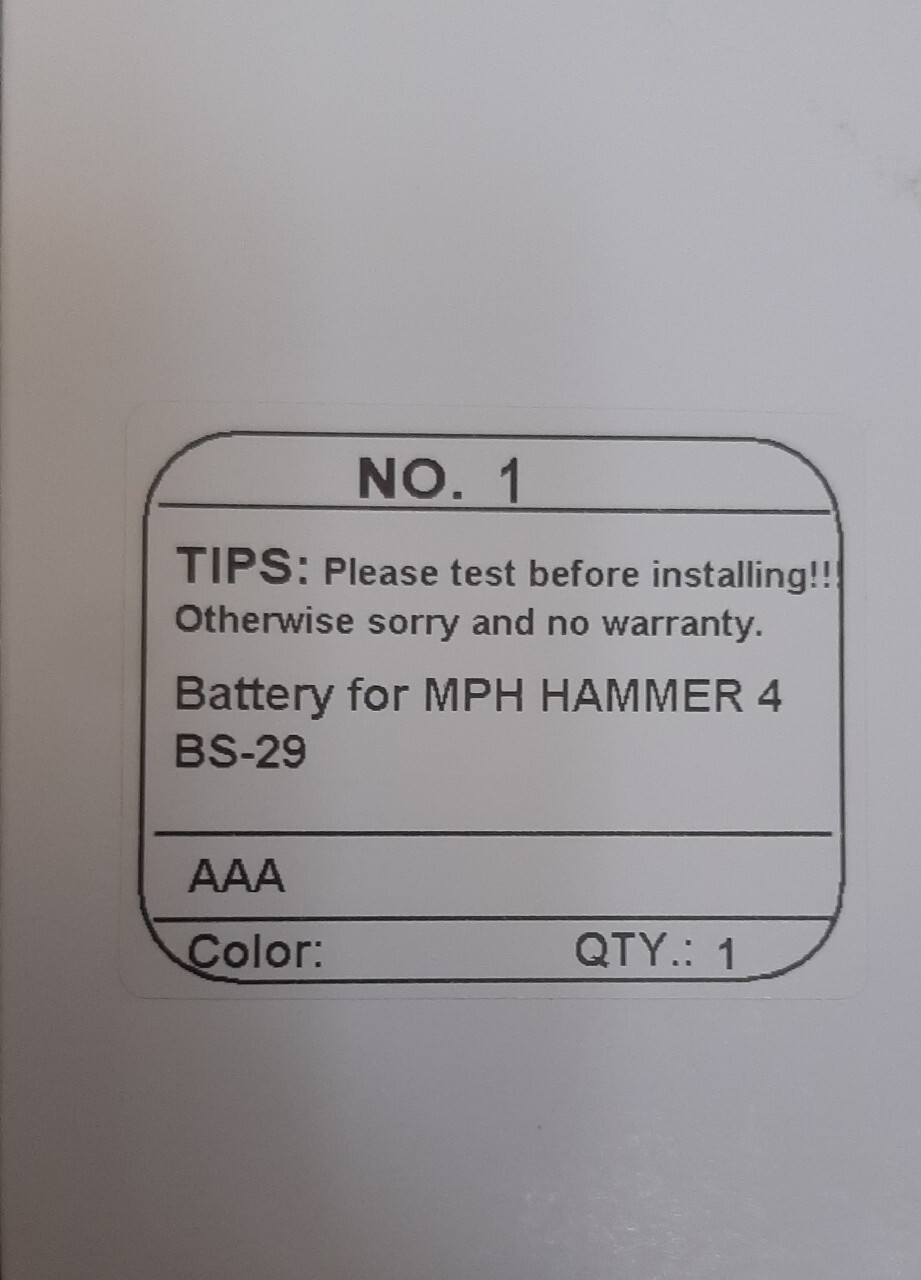 NO. 1
TIPS: Please test before installing!!!
Otherwise sorry and no warranty.
Battery for MPH HAMMER 4
BS-29
AAA
Color: QTY.: 1